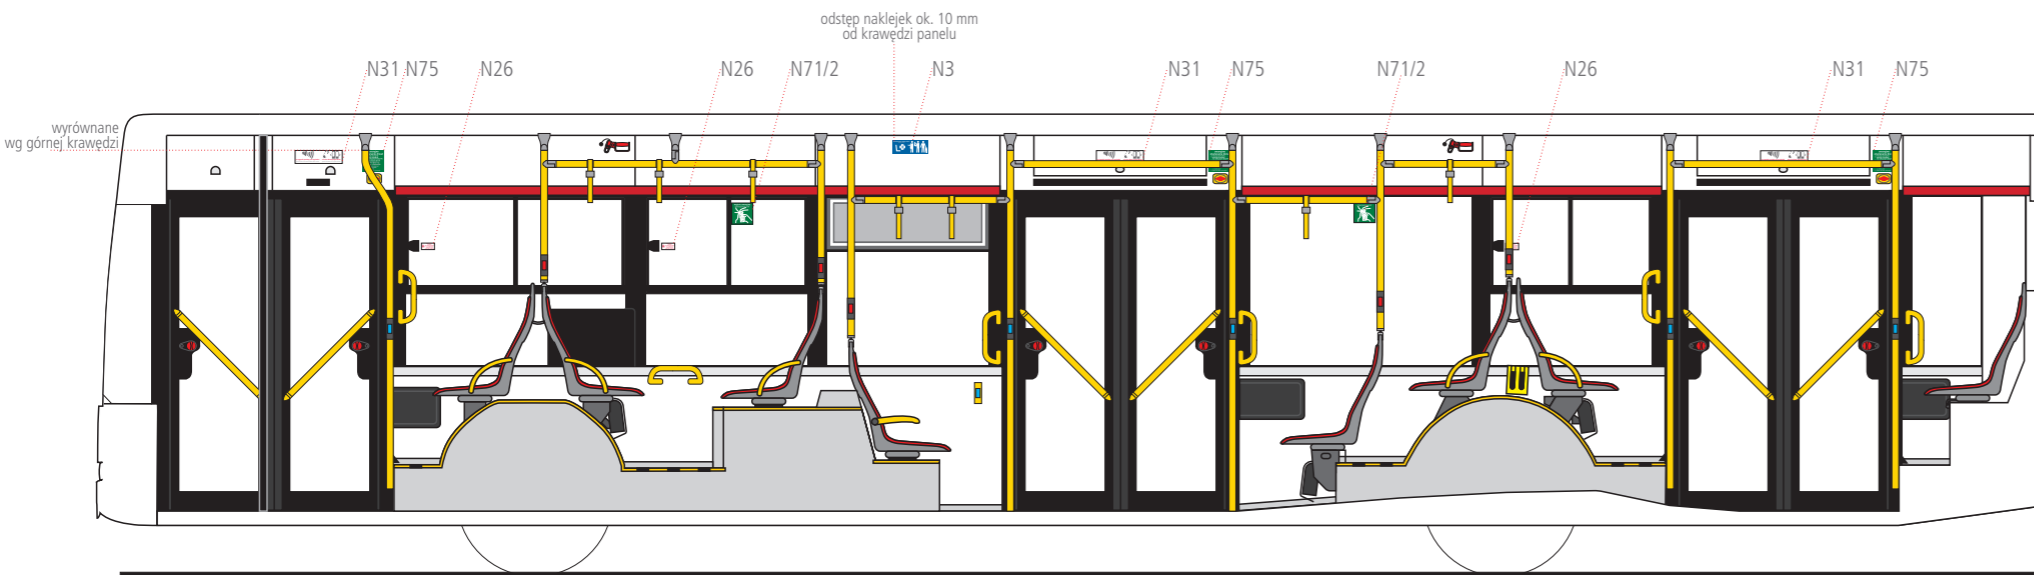 odstęp naklejek ok. 10 mm
od krawędzi panelu
N31 N75 N26 N26 N71/2 N3 N31 N75 N71/2 N26 N31 N75
wyrównane
wg górnej krawędzi